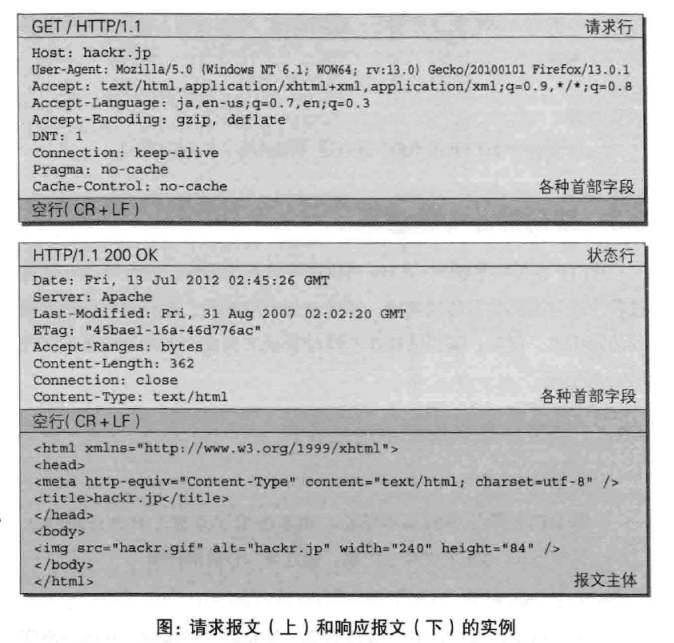 GET / HTTP/1.1 请求行
Host: hackr.jp
User-Agent: Mozilla/5.0 (Windows NT 6.1; WOW64; rv:13.0) Gecko/20100101 Firefox/13.0.1
Accept: text/html,application/xhtml+xml,application/xml;q=0.9,*/*;q=0.8
Accept-Language: ja,en-us;q=0.7,en;q=0.3
Accept-Encoding: gzip, deflate
DNT: 1
Connection: keep-alive
Pragma: no-cache
Cache-Control: no-cache 各种首部字段
空行( CR + LF )
HTTP/1.1 200 OK 状态行
Date: Fri, 13 Jul 2012 02:45:26 GMT
Server: Apache
Last-Modified: Fri, 31 Aug 2007 02:02:20 GMT
ETag: "45bae1-16a-46d776ac"
Accept-Ranges: bytes
Content-Length: 362
Connection: close
Content-Type: text/html 各种首部字段
空行( CR + LF )
<html xmlns="http://www.w3.org/1999/xhtml">
<head>
<meta http-equiv="Content-Type" content="text/html; charset=utf-8" />
<title>hackr.jp</title>
</head>
<body>
<img src="hackr.gif" alt="hackr.jp" width="240" height="84" />
</body>
</html> 报文主体
图: 请求报文 ( 上 ) 和响应报文 ( 下 ) 的实例